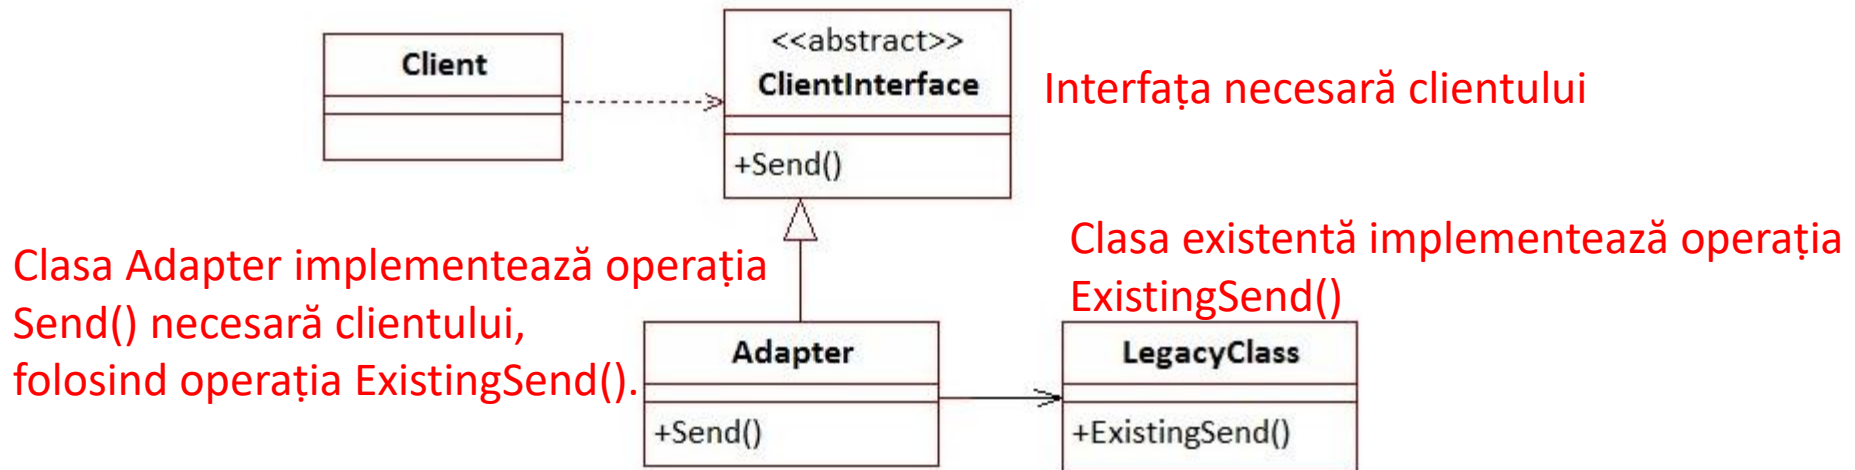 Client
<<abstract>>
ClientInterface
+Send()
Interfața necesară clientului
Clasa Adapter implementează operația
Send() necesară clientului,
folosind operația ExistingSend().
Clasa existentă implementează operația
ExistingSend()
Adapter
+Send()
LegacyClass
+ExistingSend()